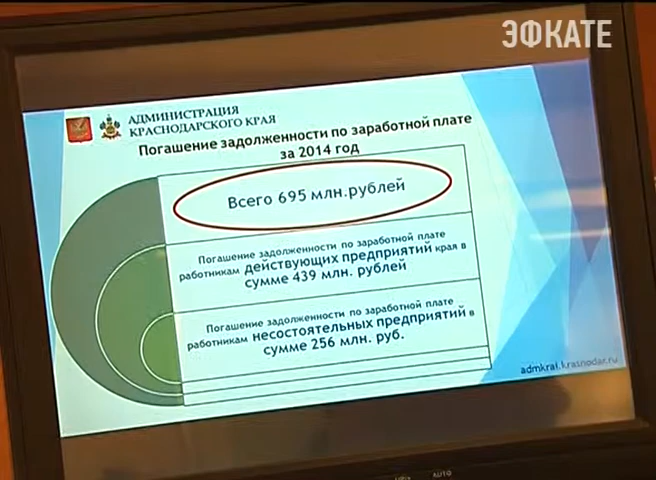 ЭФКАТЕ
АДМИНИСТРАЦИЯ
КРАСНОДАРСКОГО КРАЯ
Погашение задолженности по заработной плате
за 2014 год
Всего 695 млн.рублей
Погашение задолженности по заработной плате
работникам действующих предприятий края в
сумме 439 млн. рублей
Погашение задолженности по заработной плате
работникам несостоятельных предприятий в
сумме 256 млн. руб.
admkrai.krasnodar.ru
AUTO